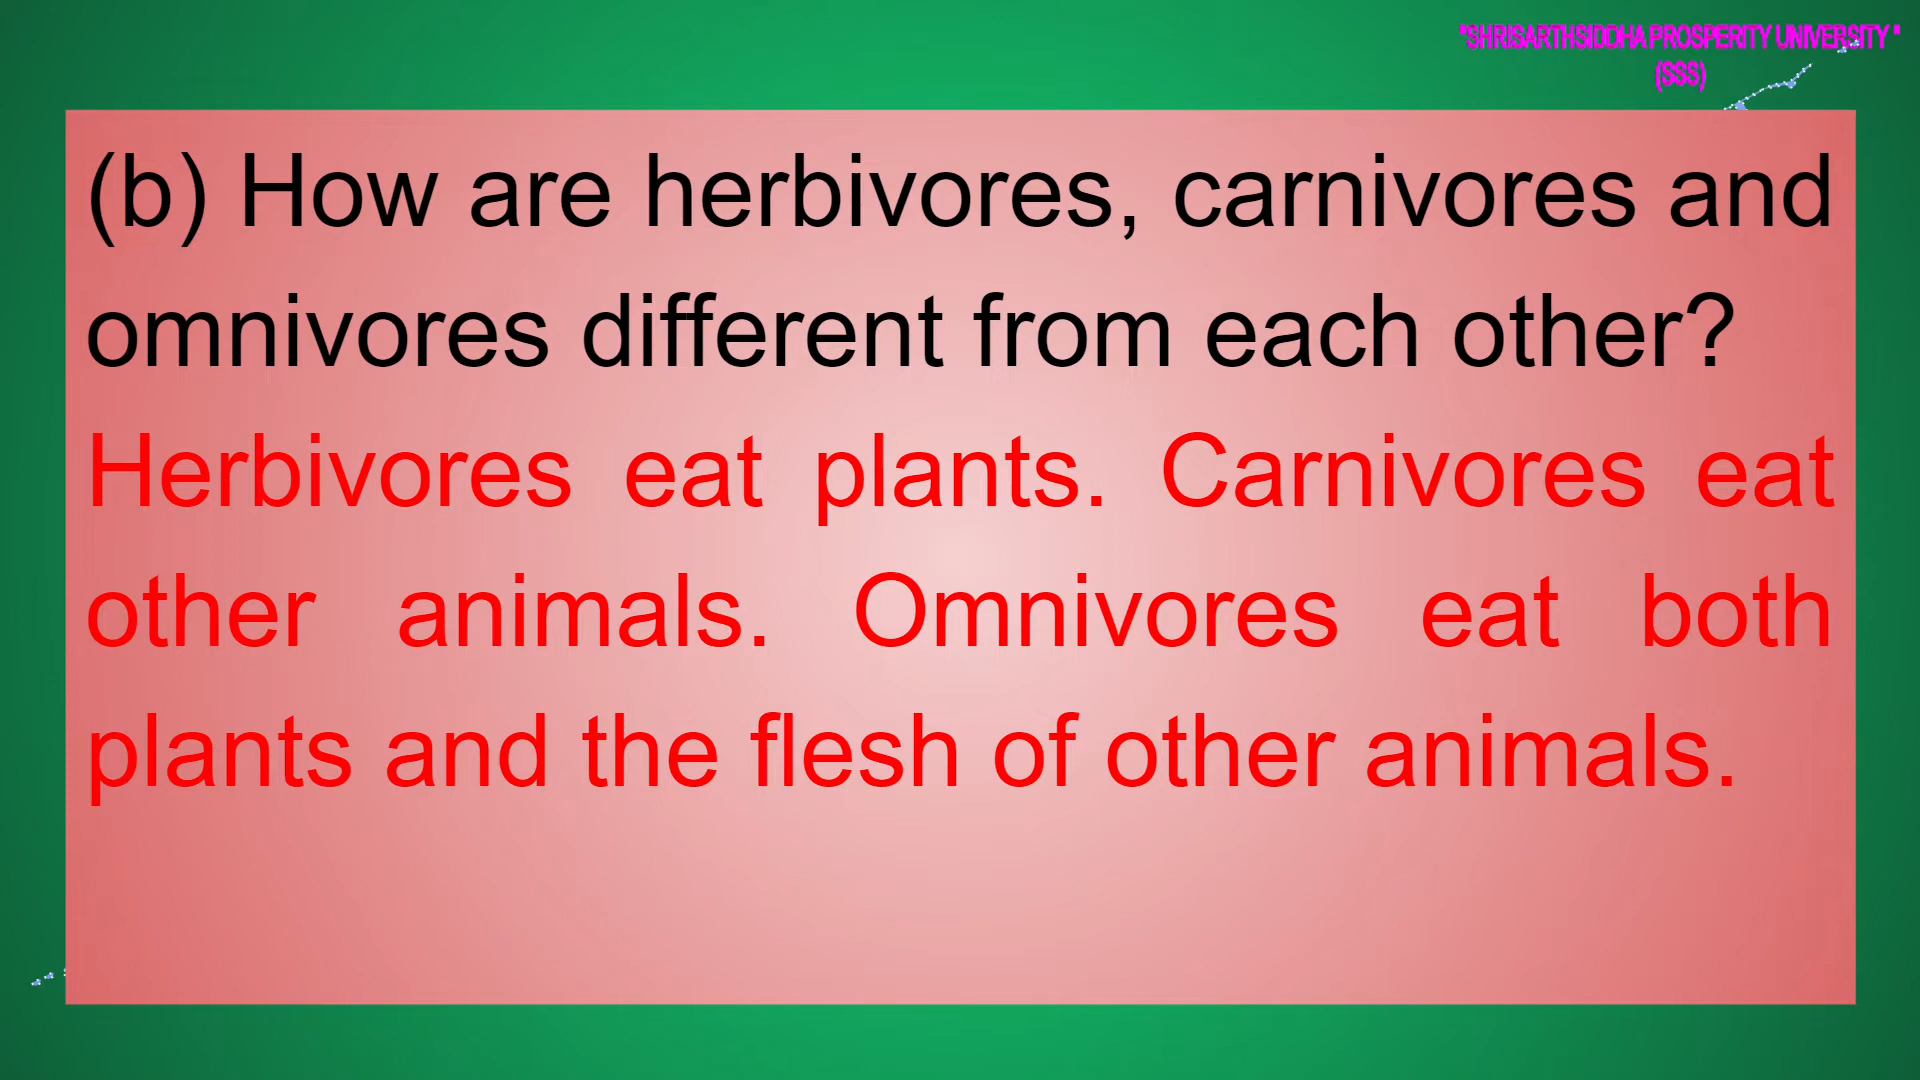 "SHRISARTHSIDDHA PROSPERITY UNIVERSITY "
(SSS)
(b) How are herbivores, carnivores and
omnivores different from each other?
Herbivores eat plants. Carnivores eat
other animals. Omnivores eat both
plants and the flesh of other animals.